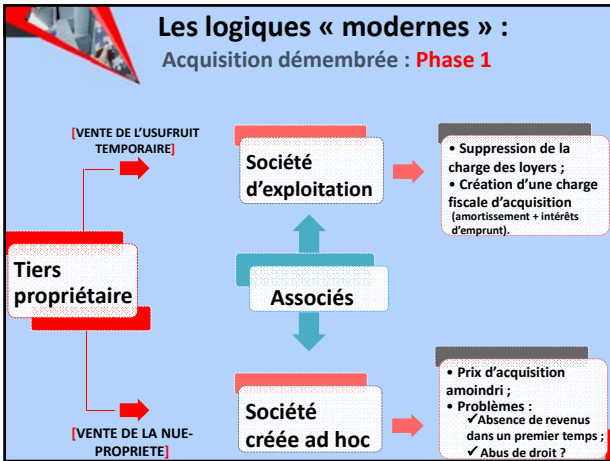 Les logiques « modernes » :
Acquisition démembrée : Phase 1
[VENTE DE L'USUFRUIT
TEMPORAIRE]
Société
d'exploitation
• Suppression de la
charge des loyers ;
• Création d'une charge
fiscale d'acquisition
(amortissement + intérêts
d'emprunt).
Tiers
propriétaire
Associés
[VENTE DE LA NUE-
PROPRIETE]
Société
créée ad hoc
• Prix d'acquisition
amoindri ;
• Problèmes :
✓Absence de revenus
dans un premier temps ;
✓ Abus de droit ?